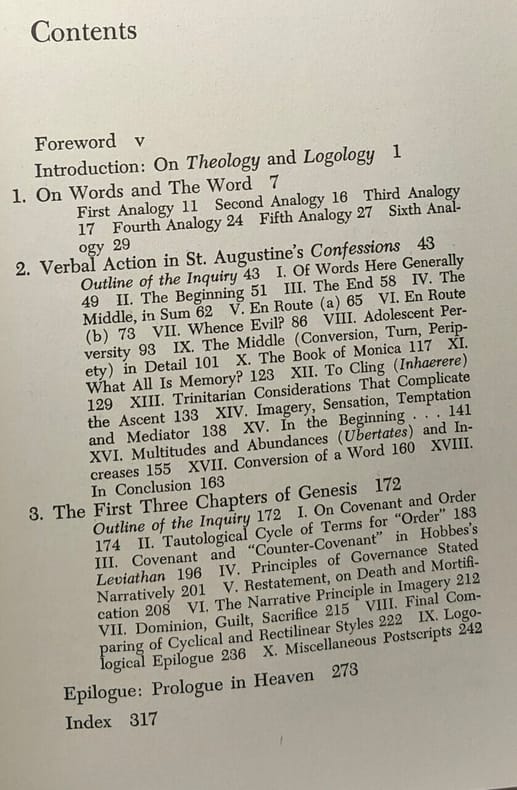 Contents
Foreword v
Introduction: On Theology and Logology 1
1. On Words and The Word 7
First Analogy 11 Second Analogy 16 Third Analogy
17 Fourth Analogy 24 Fifth Analogy 27 Sixth Anal-
ogy 29
2. Verbal Action in St. Augustine's Confessions 43
Outline of the Inquiry 43 I. Of Words Here Generally
49 II. The Beginning 51 III. The End 58 IV. The
Middle, in Sum 62 V. En Route (a) 65 VI. En Route
(b) 73 VII. Whence Evil? 86 VIII. Adolescent Per-
versity 93 IX. The Middle (Conversion, Turn, Perip-
ety) in Detail 101 X. The Book of Monica 117 XI.
What All Is Memory? 123 XII. To Cling (Inhaerere)
129 XIII. Trinitarian Considerations That Complicate
the Ascent 133 XIV. Imagery, Sensation, Temptation
and Mediator 138 XV. In the Beginning . . . 141
XVI. Multitudes and Abundances (Ubertates) and In-
creases 155 XVII. Conversion of a Word 160 XVIII.
In Conclusion 163
3. The First Three Chapters of Genesis 172
Outline of the Inquiry 172 I. On Covenant and Order
174 II. Tautological Cycle of Terms for "Order" 183
III. Covenant and "Counter-Covenant" in Hobbes's
Leviathan 196 IV. Principles of Governance Stated
Narratively 201 V. Restatement, on Death and Mortifi-
cation 208 VI. The Narrative Principle in Imagery 212
VII. Dominion, Guilt, Sacrifice 215 VIII. Final Com-
paring of Cyclical and Rectilinear Styles 222 IX. Logo-
logical Epilogue 236 X. Miscellaneous Postscripts 242
Epilogue: Prologue in Heaven 273
Index 317